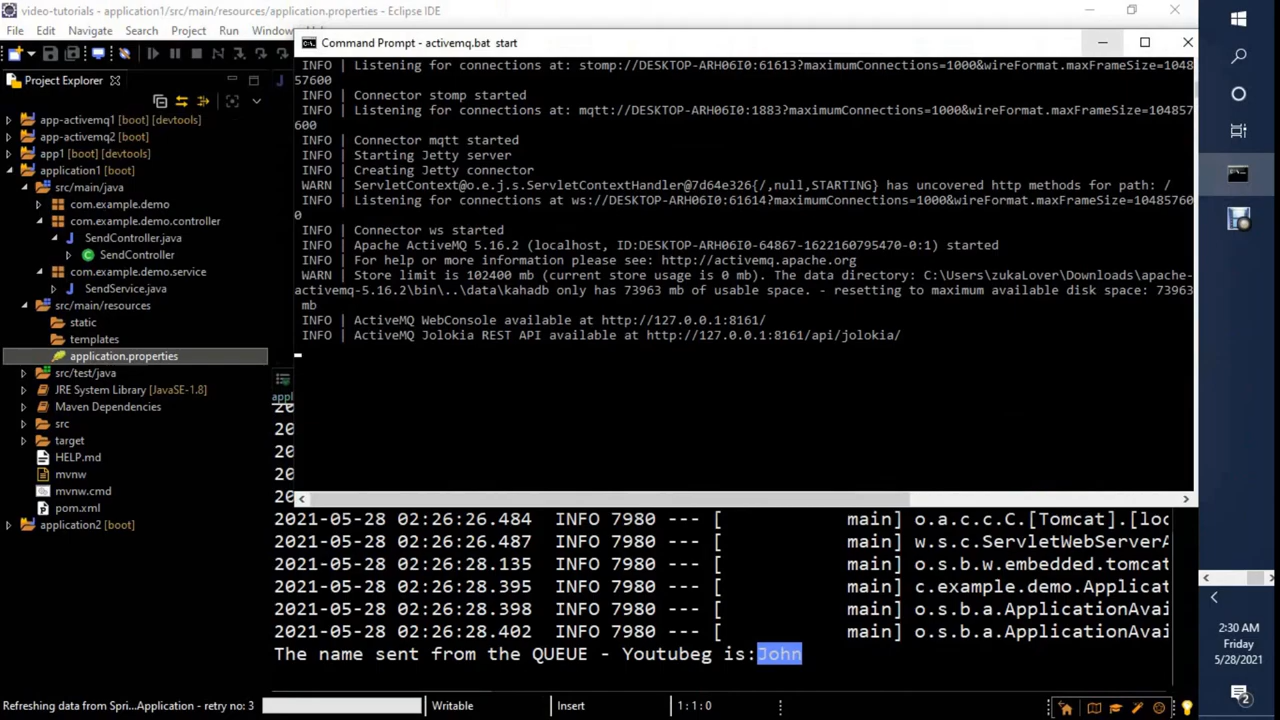 video-tutorials - application1/src/main/resources/application.properties - Eclipse IDE
File Edit Navigate Search Project Run Window
Project Explorer
app-activemq1 [boot] [devtools]
app-activemq2 [boot]
app1 [boot] [devtools]
application1 [boot]
src/main/java
com.example.demo
com.example.demo.controller
SendController.java
SendController
com.example.demo.service
SendService.java
src/main/resources
static
templates
application.properties
src/test/java
JRE System Library [JavaSE-1.8]
Maven Dependencies
src
target
HELP.md
mvnw
mvnw.cmd
pom.xml
application2 [boot]
Command Prompt - activemq.bat start
INFO | Listening for connections at: stomp://DESKTOP-ARH06I0:61613?maximumConnections=1000&wireFormat.maxFrameSize=1048
57600
INFO | Connector stomp started
INFO | Listening for connections at: mqtt://DESKTOP-ARH06I0:1883?maximumConnections=1000&wireFormat.maxFrameSize=104857
600
INFO | Connector mqtt started
INFO | Starting Jetty server
INFO | Creating Jetty connector
WARN | ServletContext@o.e.j.s.ServletContextHandler@7d64e326{/,null,STARTING} has uncovered http methods for path: /
INFO | Listening for connections at ws://DESKTOP-ARH06I0:61614?maximumConnections=1000&wireFormat.maxFrameSize=10485760
0
INFO | Connector ws started
INFO | Apache ActiveMQ 5.16.2 (localhost, ID:DESKTOP-ARH06I0-64867-1622160795470-0:1) started
INFO | For help or more information please see: http://activemq.apache.org
WARN | Store limit is 102400 mb (current store usage is 0 mb). The data directory: C:\Users\zukaLover\Downloads\apache-
activemq-5.16.2\bin\..\data\kahadb only has 73963 mb of usable space. - resetting to maximum available disk space: 73963
mb
INFO | ActiveMQ WebConsole available at http://127.0.0.1:8161/
INFO | ActiveMQ Jolokia REST API available at http://127.0.0.1:8161/api/jolokia/
appl
20
20
20
20
20
2021-05-28 02:26:26.484 INFO 7980 --- [ main] o.a.c.c.C.[Tomcat].[loc
2021-05-28 02:26:26.487 INFO 7980 --- [ main] w.s.c.ServletWebServerA
2021-05-28 02:26:28.135 INFO 7980 --- [ main] o.s.b.w.embedded.tomcat
2021-05-28 02:26:28.395 INFO 7980 --- [ main] c.example.demo.Applicat
2021-05-28 02:26:28.398 INFO 7980 --- [ main] o.s.b.a.ApplicationAvai
2021-05-28 02:26:28.402 INFO 7980 --- [ main] o.s.b.a.ApplicationAvai
The name sent from the QUEUE - Youtubeg is:John
Refreshing data from Spri...Application - retry no: 3
Writable
Insert
1:1:0
2:30 AM
Friday
5/28/2021
2